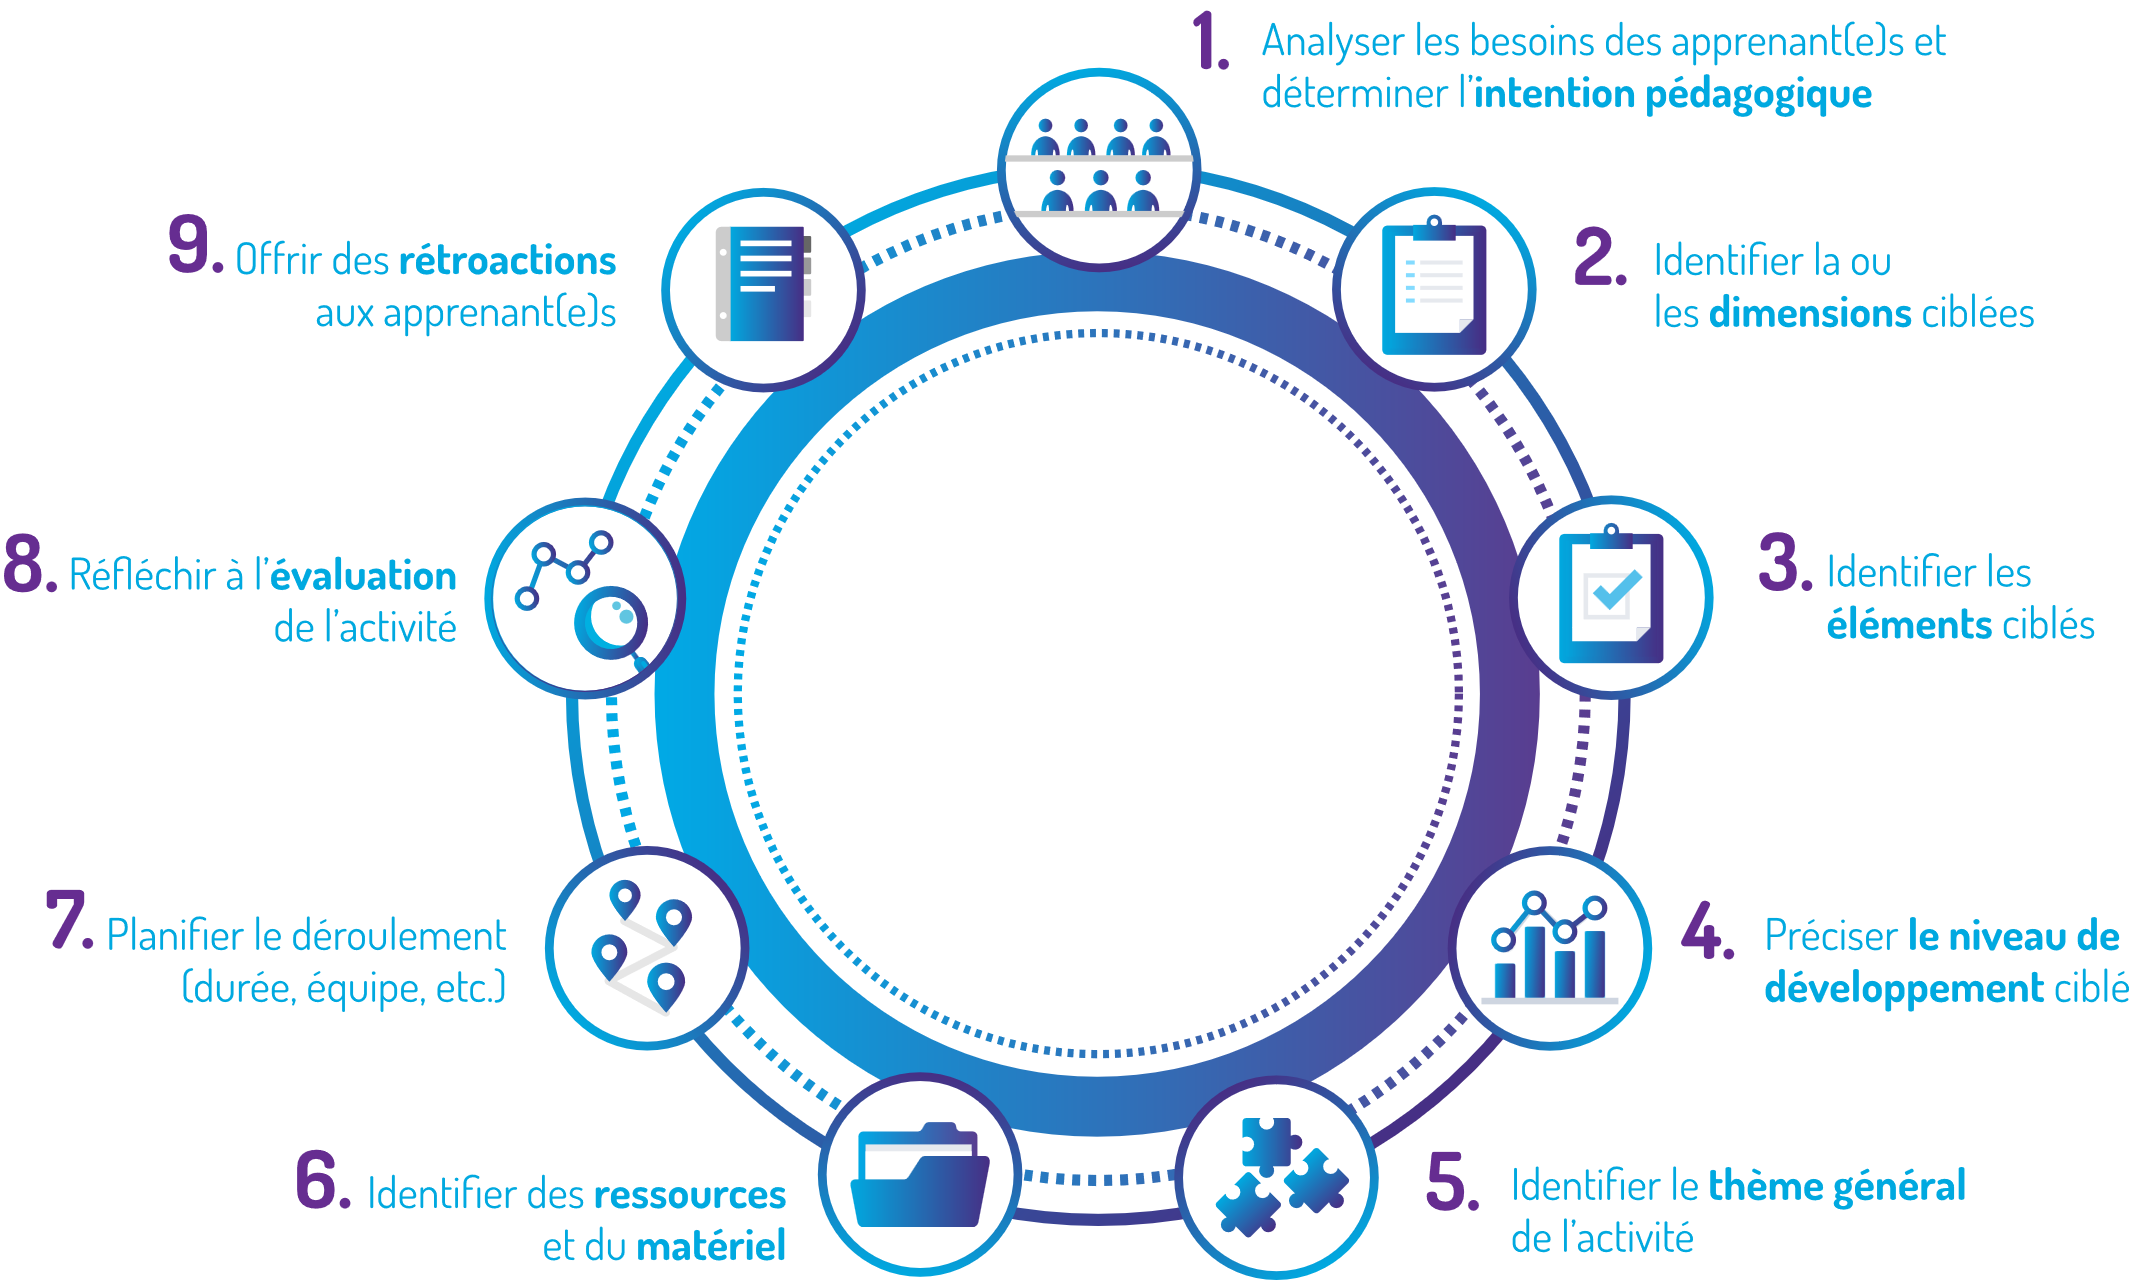 1. Analyser les besoins des apprenant(e)s et
déterminer l'intention pédagogique
2. Identifier la ou
les dimensions ciblées
3. Identifier les
éléments ciblés
4. Préciser le niveau de
développement ciblé
5. Identifier le thème général
de l'activité
6. Identifier des ressources
et du matériel
7. Planifier le déroulement
(durée, équipe, etc.)
8. Réfléchir à l'évaluation
de l'activité
9. Offrir des rétroactions
aux apprenant(e)s